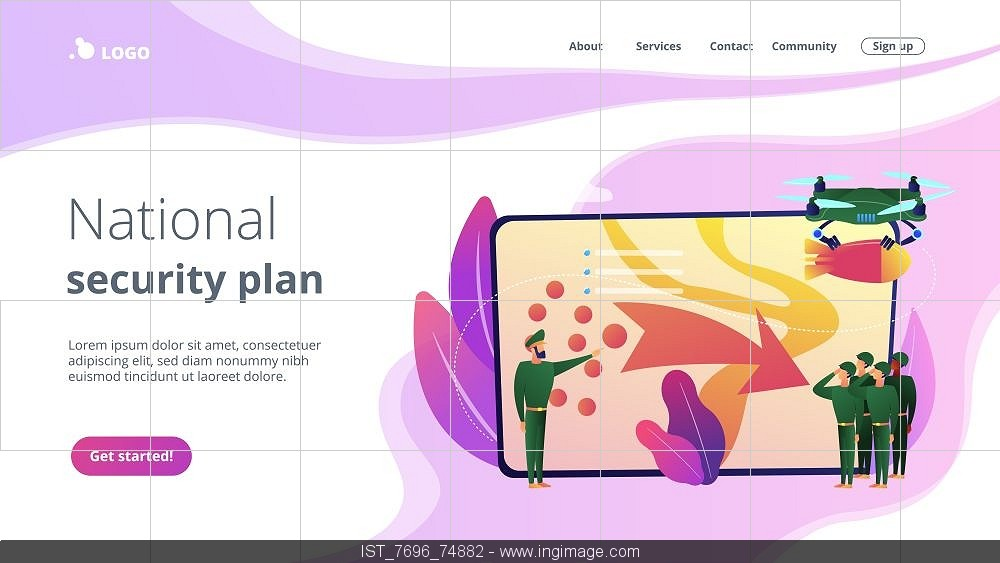 LOGO
About Services Contact Community Sign up
National
security plan
Lorem ipsum dolor sit amet, consectetuer
adipiscing elit, sed diam nonummy nibh
euismod tincidunt ut laoreet dolore.
Get started!
IST_7696_74882 - www.ingimage.com